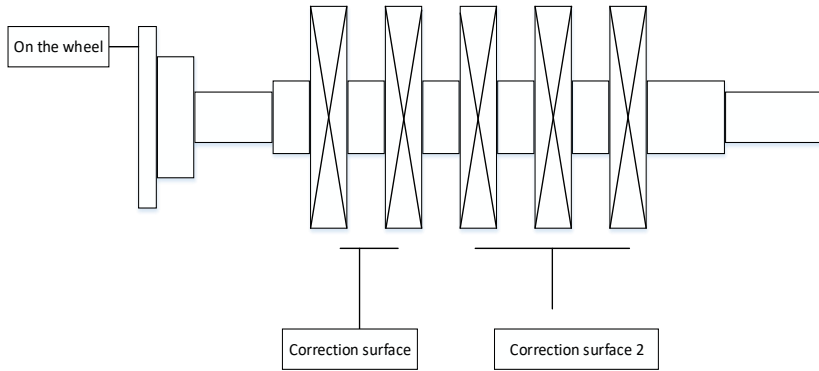 On the wheel
Correction surface
Correction surface 2